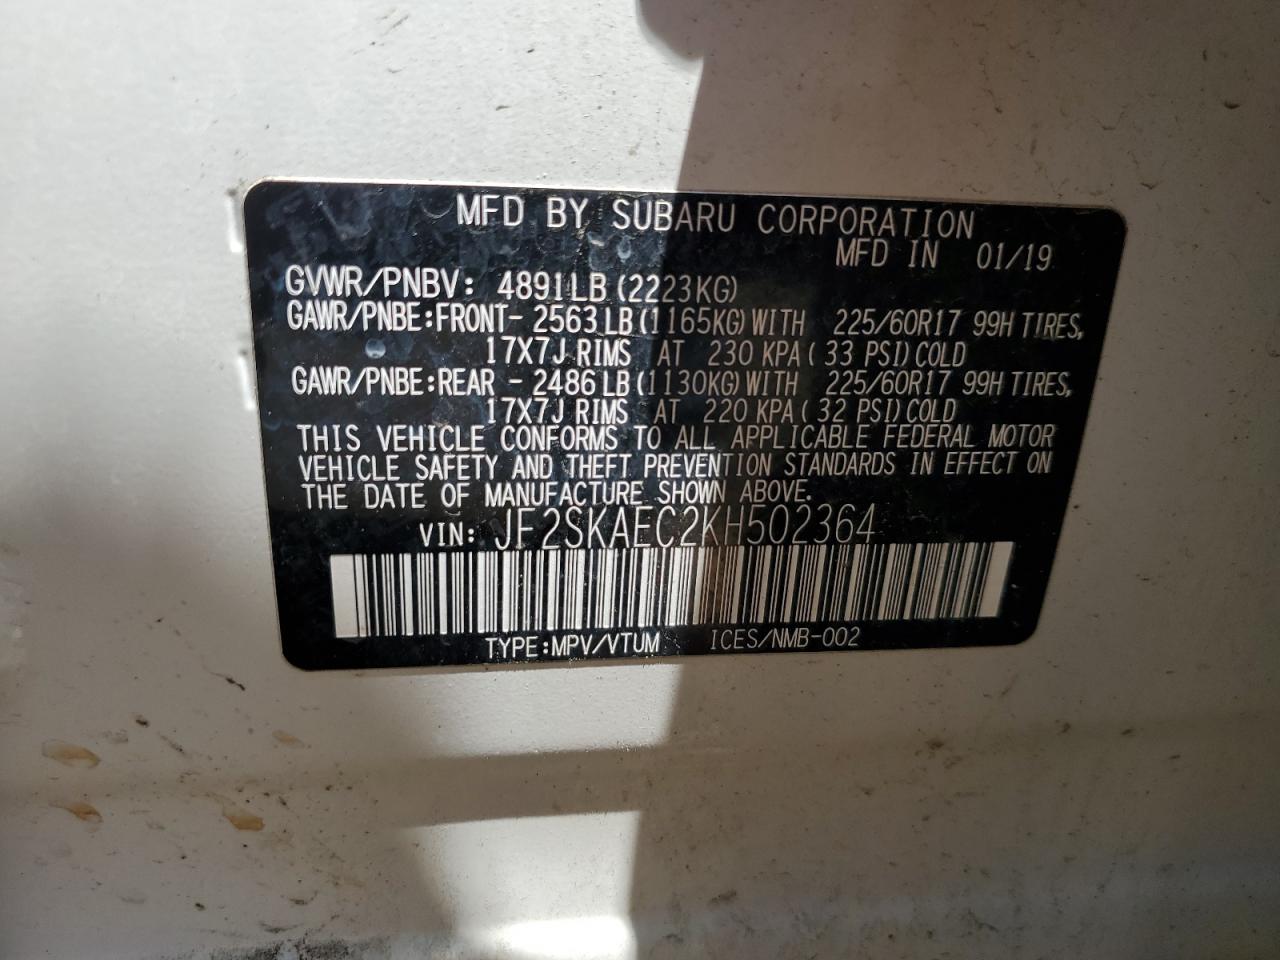 MFD BY SUBARU CORPORATION
MFD IN 01/19
GVWR/PNBV: 4891LB (2223KG)
GAWR/PNBE:FRONT- 2563LB(1165KG)WITH 225/60R17 99H TIRES,
17X7J RIMS AT 230 KPA( 33 PSI)COLD
GAWR/PNBE:REAR - 2486LB(1130KG)WITH 225/60R17 99H TIRES,
17X7J RIMS AT 220 KPA( 32 PSI)COLD
THIS VEHICLE CONFORMS TO ALL APPLICABLE FEDERAL MOTOR
VEHICLE SAFETY AND THEFT PREVENTION STANDARDS IN EFFECT ON
THE DATE OF MANUFACTURE SHOWN ABOVE.
VIN: JF2SKAEC2KH502364
TYPE:MPV/VTUM ICES/NMB-002